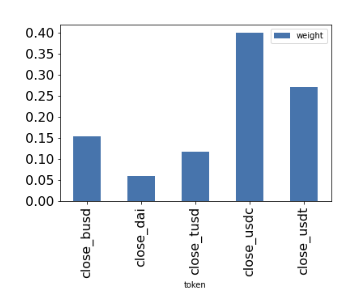 0.40
0.35
0.30
0.25
0.20
0.15
0.10
0.05
0.00
weight
close_busd
close_dai
close_tusd
close_usdc
close_usdt
token